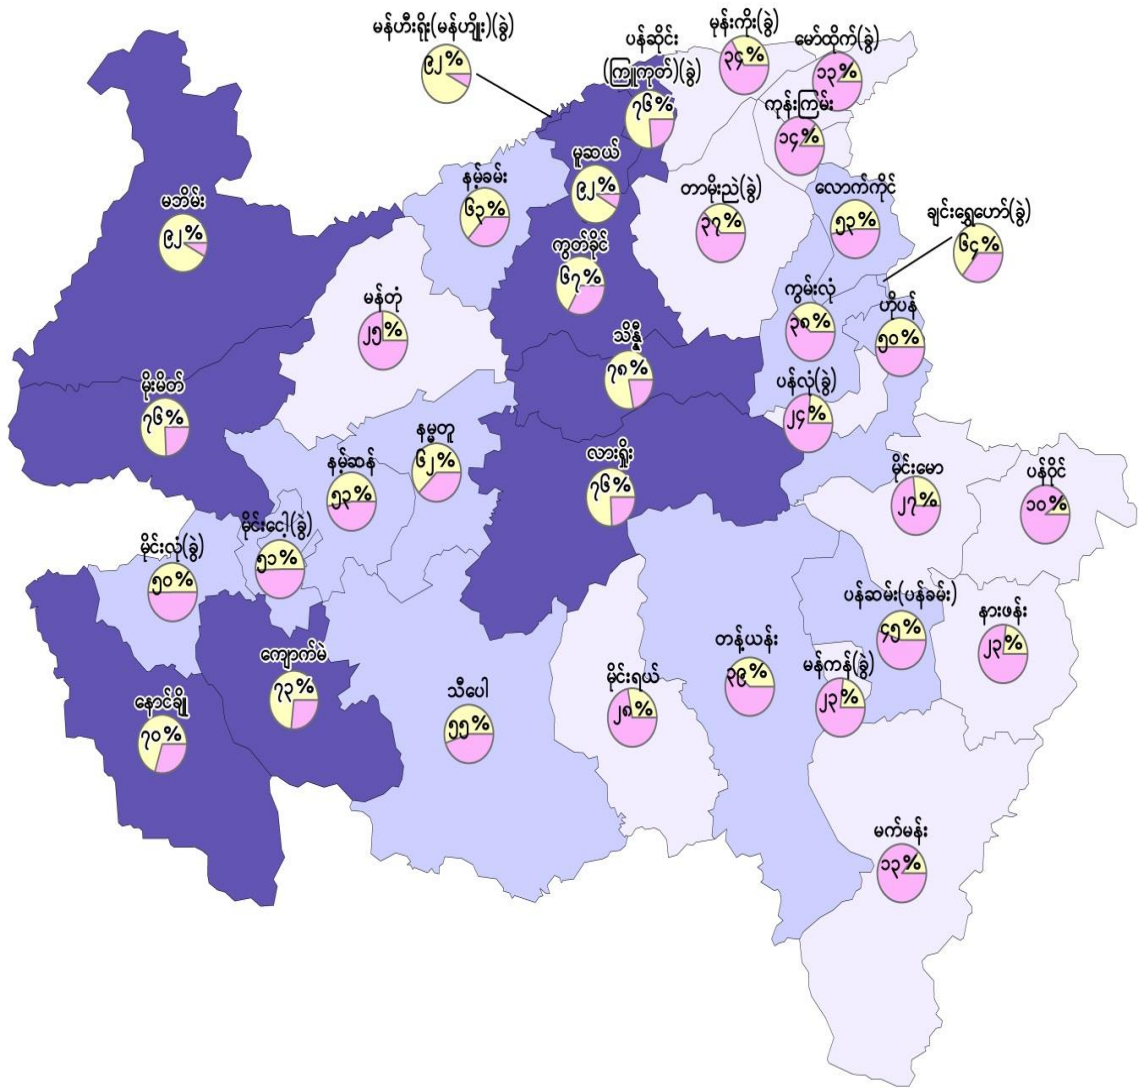 မန်ဟီးရိုး(မန်ဟျိုး)(ခွဲ)
၉၂%
ပန်ဆိုင်း
(ကြူကုတ်)(ခွဲ)
၇၆%
မုန်းကိုး(ခွဲ)
၃၄%
မော်ထိုက်(ခွဲ)
၁၃%
ကုန်းကြမ်း
၁၄%
မူဆယ်
၉၂%
နမ့်ခမ်း
၆၃%
မဘိမ်း
၉၂%
တာမိုးညဲ(ခွဲ)
၃၇%
လောက်ကိုင်
၅၃%
ချင်းရွှေဟော်(ခွဲ)
၆၄%
ကွတ်ခိုင်
၆၇%
မန်တုံ
၂၅%
ကွမ်းလုံ
၃၈%
ဟိုပန်
၅၀%
သိန္နီ
၇၈%
မိုးမိတ်
၇၆%
ပန်လုံ(ခွဲ)
၂၄%
နမ္မတူ
၆၂%
နမ့်ဆန်
၅၃%
လားရှိုး
၇၆%
မိုင်းမော
၂၇%
ပန်ဝိုင်
၁၀%
မိုင်းငေါ့(ခွဲ)
၅၁%
မိုင်းလုံ(ခွဲ)
၅၀%
ပန်ဆမ်း(ပန်ခမ်း)
၄၅%
နားဖန်း
၂၃%
ကျောက်မဲ
၇၃%
တန့်ယန်း
၃၉%
မန်ကန်(ခွဲ)
၂၃%
မိုင်းရယ်
၂၈%
သီပေါ
၅၅%
နောင်ချို
၇၀%
မက်မန်း
၁၃%